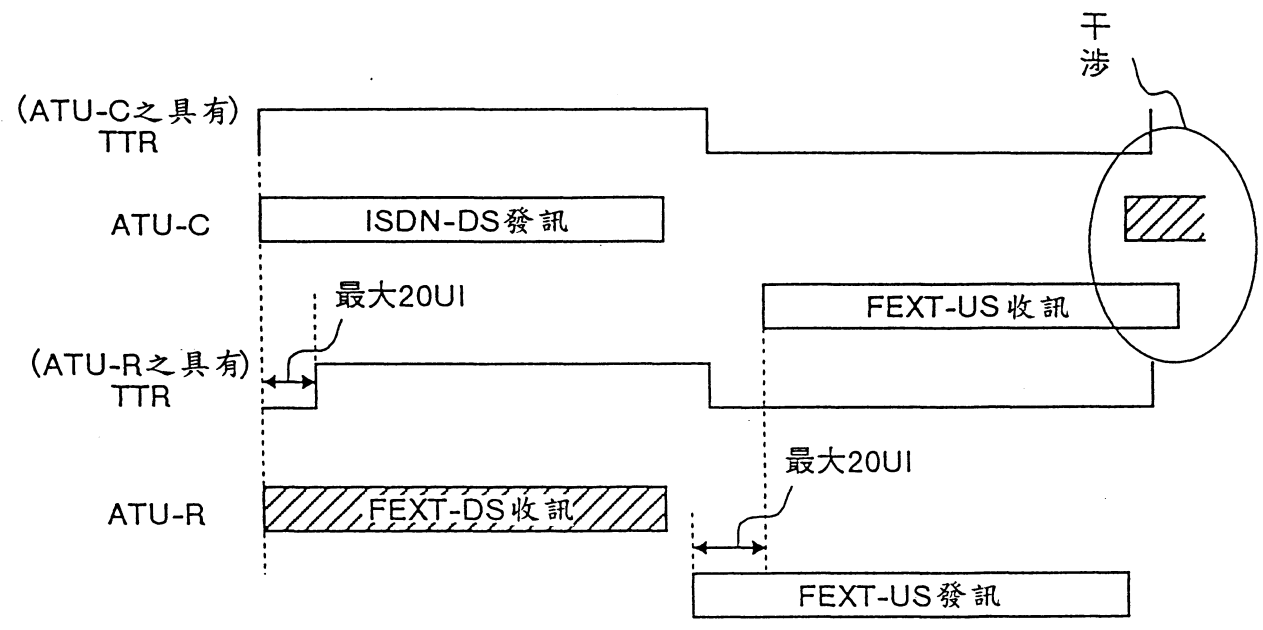 干
涉
(ATU-C之具有)
TTR
ATU-C
ISDN-DS發訊
最大20UI
FEXT-US收訊
(ATU-R之具有)
TTR
最大20UI
ATU-R
FEXT-DS收訊
FEXT-US發訊